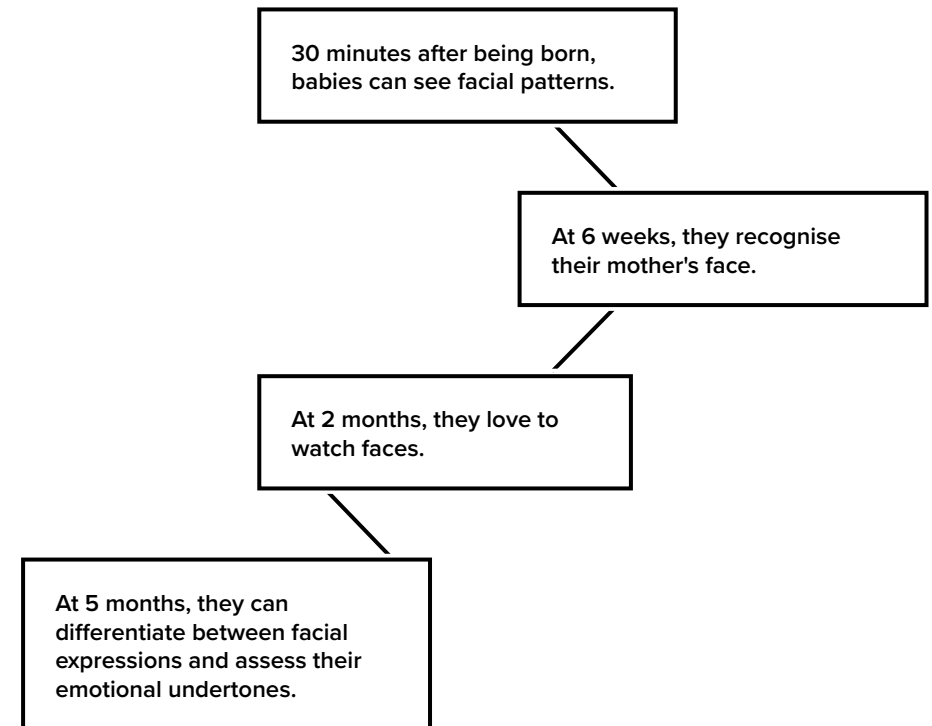 30 minutes after being born,
babies can see facial patterns.
At 6 weeks, they recognise
their mother's face.
At 2 months, they love to
watch faces.
At 5 months, they can
differentiate between facial
expressions and assess their
emotional undertones.